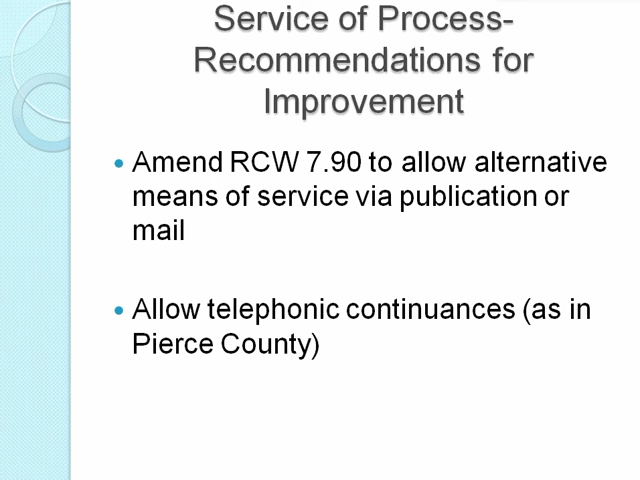 Service of Process-
Recommendations for
Improvement
Amend RCW 7.90 to allow alternative
means of service via publication or
mail
Allow telephonic continuances (as in
Pierce County)